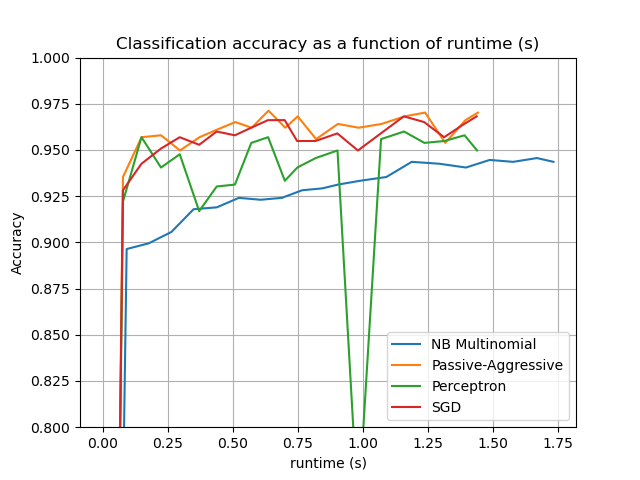 Classification accuracy as a function of runtime (s)
1.000
0.975
0.950
0.925
0.900
0.875
0.850
0.825
0.800
Accuracy
NB Multinomial
Passive-Aggressive
Perceptron
SGD
0.00 0.25 0.50 0.75 1.00 1.25 1.50 1.75
runtime (s)